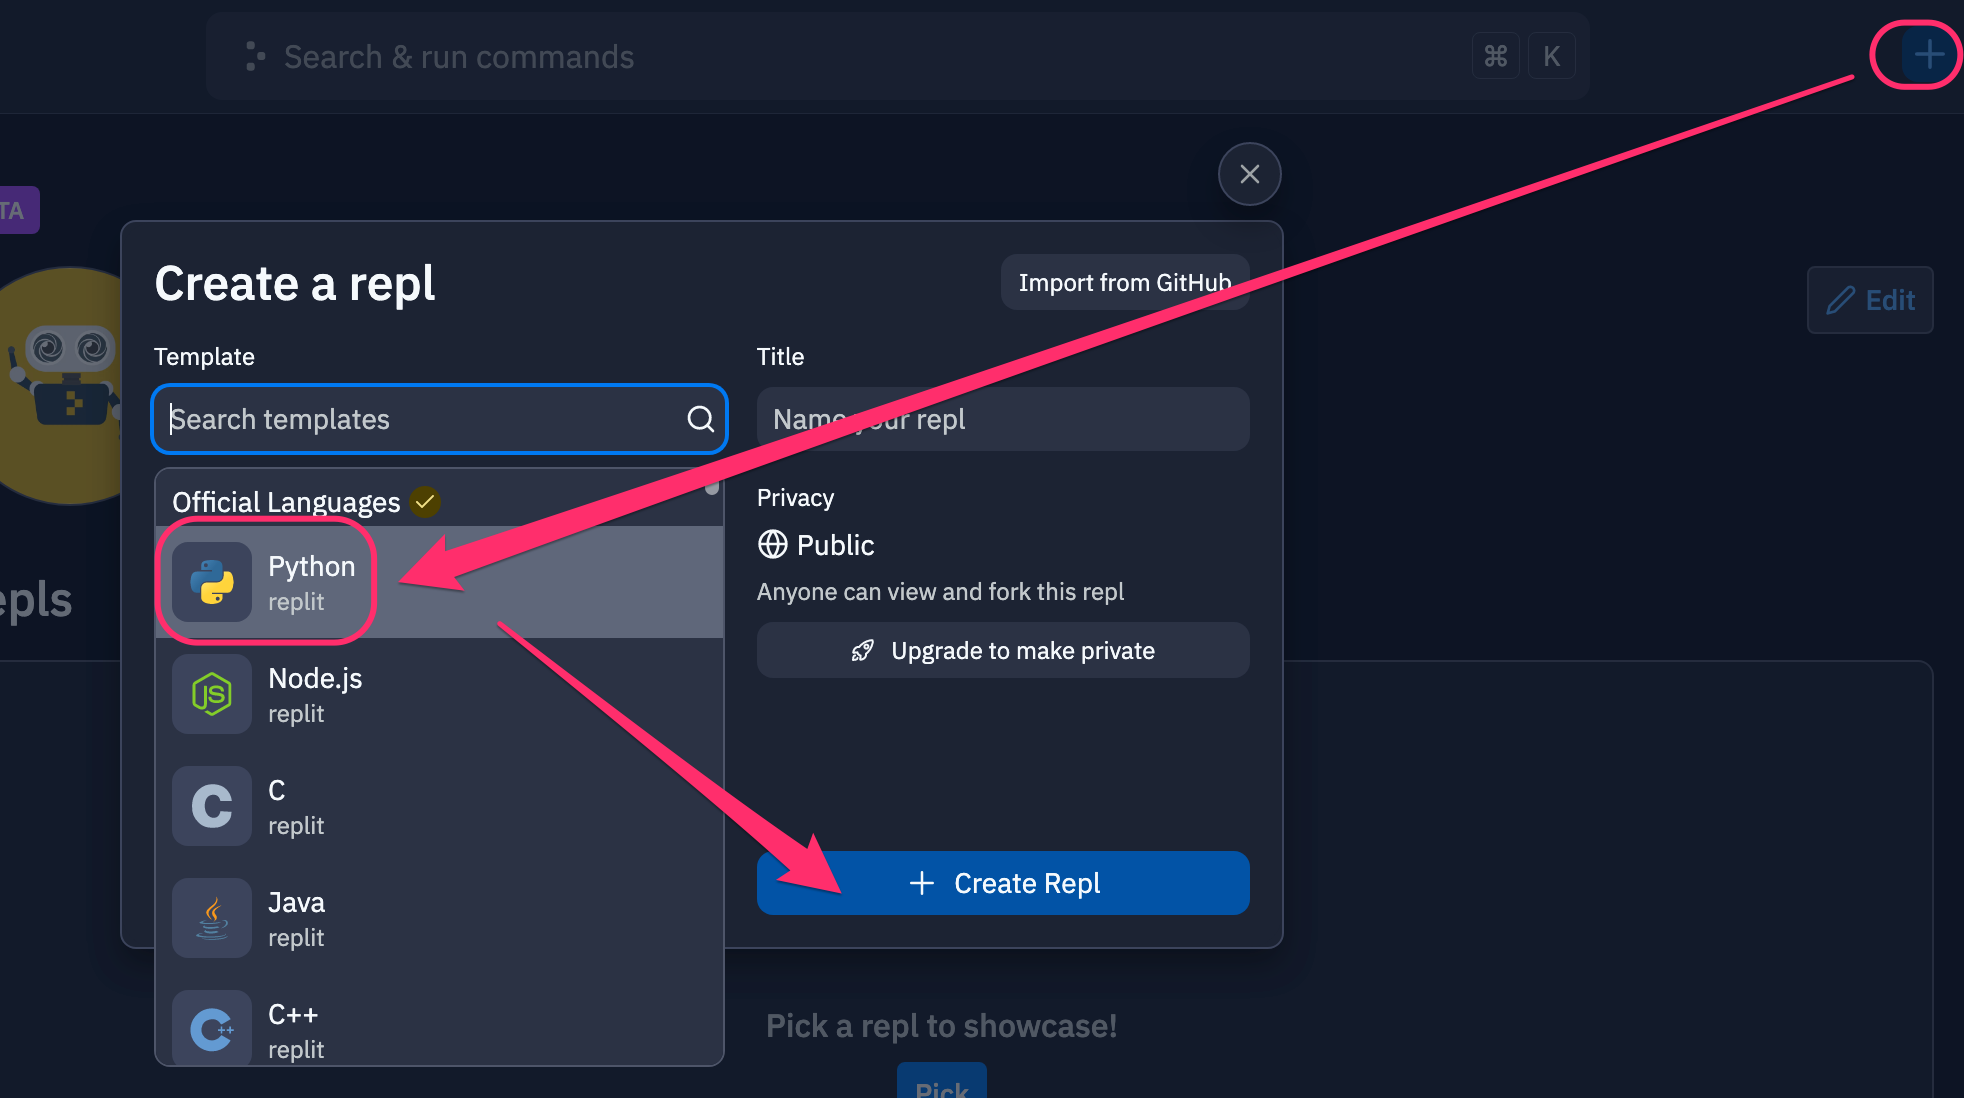 Search & run commands
⌘ K
TA
Create a repl
Import from GitHub
Template
Title
Search templates
Name your repl
Official Languages
Privacy
Public
Python
replit
Anyone can view and fork this repl
Edit
epls
Upgrade to make private
Node.js
replit
JS
C
replit
C
Create Repl
Java
replit
C++
replit
C++
Pick a repl to showcase!
Pick